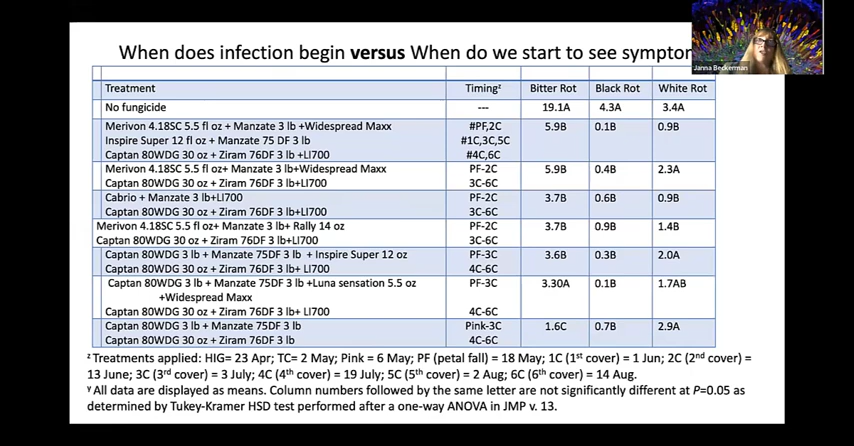 When does infection begin versus When do we start to see symptom
Janna Beckerman
Treatment Timingᶻ Bitter Rot Black Rot White Rot
No fungicide --- 19.1A 4.3A 3.4A
Merivon 4.18SC 5.5 fl oz + Manzate 3 lb +Widespread Maxx #PF,2C 5.9B 0.1B 0.9B
Inspire Super 12 fl oz + Manzate 75 DF 3 lb #1C,3C,5C
Captan 80WDG 30 oz + Ziram 76DF 3 lb +LI700 #4C,6C
Merivon 4.18SC 5.5 fl oz+ Manzate 3 lb+Widespread Maxx PF-2C 5.9B 0.4B 2.3A
Captan 80WDG 30 oz + Ziram 76DF 3 lb+LI700 3C-6C
Cabrio + Manzate 3 lb+LI700 PF-2C 3.7B 0.6B 0.9B
Captan 80WDG 30 oz + Ziram 76DF 3 lb+LI700 3C-6C
Merivon 4.18SC 5.5 fl oz+ Manzate 3 lb+ Rally 14 oz PF-2C 3.7B 0.9B 1.4B
Captan 80WDG 30 oz + Ziram 76DF 3 lb+LI700 3C-6C
Captan 80WDG 3 lb + Manzate 75DF 3 lb + Inspire Super 12 oz PF-3C 3.6B 0.3B 2.0A
Captan 80WDG 30 oz + Ziram 76DF 3 lb+ LI700 4C-6C
Captan 80WDG 3 lb + Manzate 75DF 3 lb +Luna sensation 5.5 oz PF-3C 3.30A 0.1B 1.7AB
+Widespread Maxx
Captan 80WDG 30 oz + Ziram 76DF 3 lb+ LI700 4C-6C
Captan 80WDG 3 lb + Manzate 75DF 3 lb Pink-3C 1.6C 0.7B 2.9A
Captan 80WDG 30 oz + Ziram 76DF 3 lb 4C-6C
ᶻ Treatments applied: HIG= 23 Apr; TC= 2 May; Pink = 6 May; PF (petal fall) = 18 May; 1C (1ˢᵗ cover) = 1 Jun; 2C (2ⁿᵈ cover) =
13 June; 3C (3ʳᵈ cover) = 3 July; 4C (4ᵗʰ cover) = 19 July; 5C (5ᵗʰ cover) = 2 Aug; 6C (6ᵗʰ cover) = 14 Aug.
ʸ All data are displayed as means. Column numbers followed by the same letter are not significantly different at P=0.05 as
determined by Tukey-Kramer HSD test performed after a one-way ANOVA in JMP v. 13.